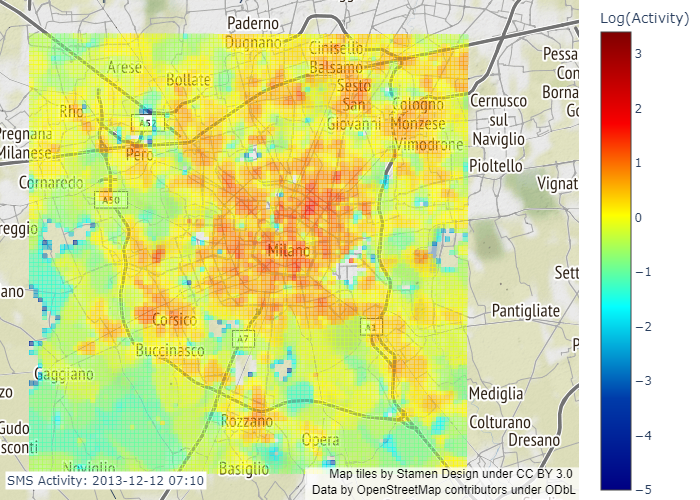 Paderno
Dugnano
Log(Activity)
Cinisello
Balsamo
Arese
Bollate
Sesto
San
Giovanni
Pessa
Con
Borna
Go
Rho
A52
Cologno
Monzese
Cernusco
sul
Naviglio
Pregnana
Milanese
Pero
Vimodrone
Pioltello
Cornaredo
Vignat
A50
reggio
Milano
Sett
ano
Corsico
A7
A1
Pantigliate
Buccinasco
P
Gaggiano
zo
Mediglia
Rozzano
Colturano
Gudo
sconti
Opera
Dresano
Noviglio
Basiglio
SMS Activity: 2013-12-12 07:10
Map tiles by Stamen Design under CC BY 3.0
Data by OpenStreetMap contributors under ODbL
3
2
1
0
−1
−2
−3
−4
−5